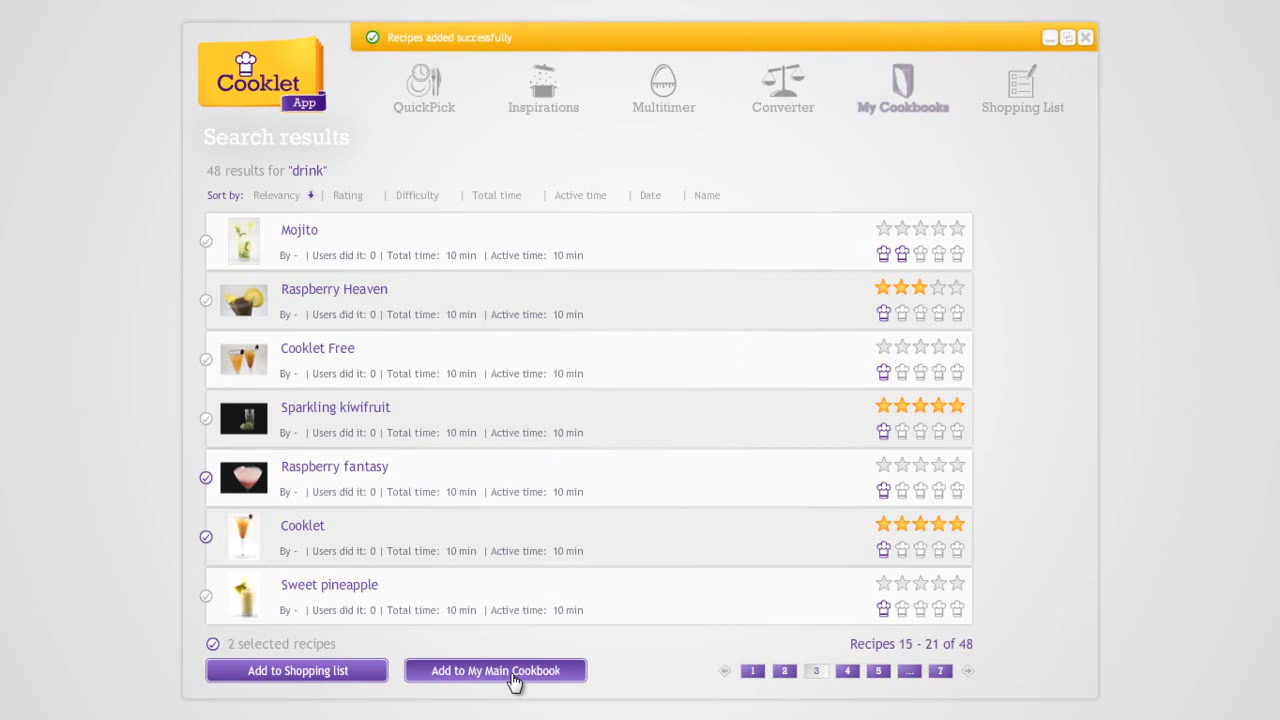 Recipes added successfully
Cooklet
App
QuickPick
Inspirations
Multitimer
Converter
My Cookbooks
Shopping List
Search results
48 results for "drink"
Sort by: Relevancy | Rating | Difficulty | Total time | Active time | Date | Name
Mojito
By - | Users did it: 0 | Total time: 10 min | Active time: 10 min
Raspberry Heaven
By - | Users did it: 0 | Total time: 10 min | Active time: 10 min
Cooklet Free
By - | Users did it: 0 | Total time: 10 min | Active time: 10 min
Sparkling kiwifruit
By - | Users did it: 0 | Total time: 10 min | Active time: 10 min
Raspberry fantasy
By - | Users did it: 0 | Total time: 10 min | Active time: 10 min
Cooklet
By - | Users did it: 0 | Total time: 10 min | Active time: 10 min
Sweet pineapple
By - | Users did it: 0 | Total time: 10 min | Active time: 10 min
2 selected recipes
Recipes 15 - 21 of 48
Add to Shopping list
Add to My Main Cookbook
1 2 3 4 5 ... 7